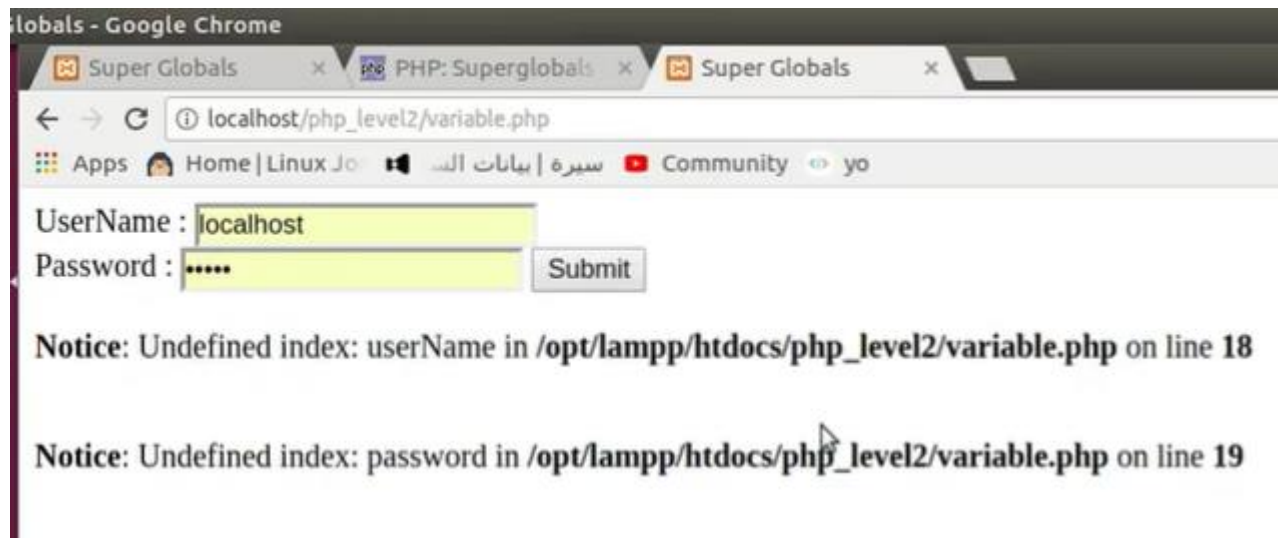 lobals - Google Chrome
Super Globals × PHP: Superglobals × Super Globals ×
localhost/php_level2/variable.php
Apps Home | Linux Jo سيرة | بيانات الس Community yo
UserName : localhost
Password : •••••
Submit
Notice: Undefined index: userName in /opt/lampp/htdocs/php_level2/variable.php on line 18
Notice: Undefined index: password in /opt/lampp/htdocs/php_level2/variable.php on line 19